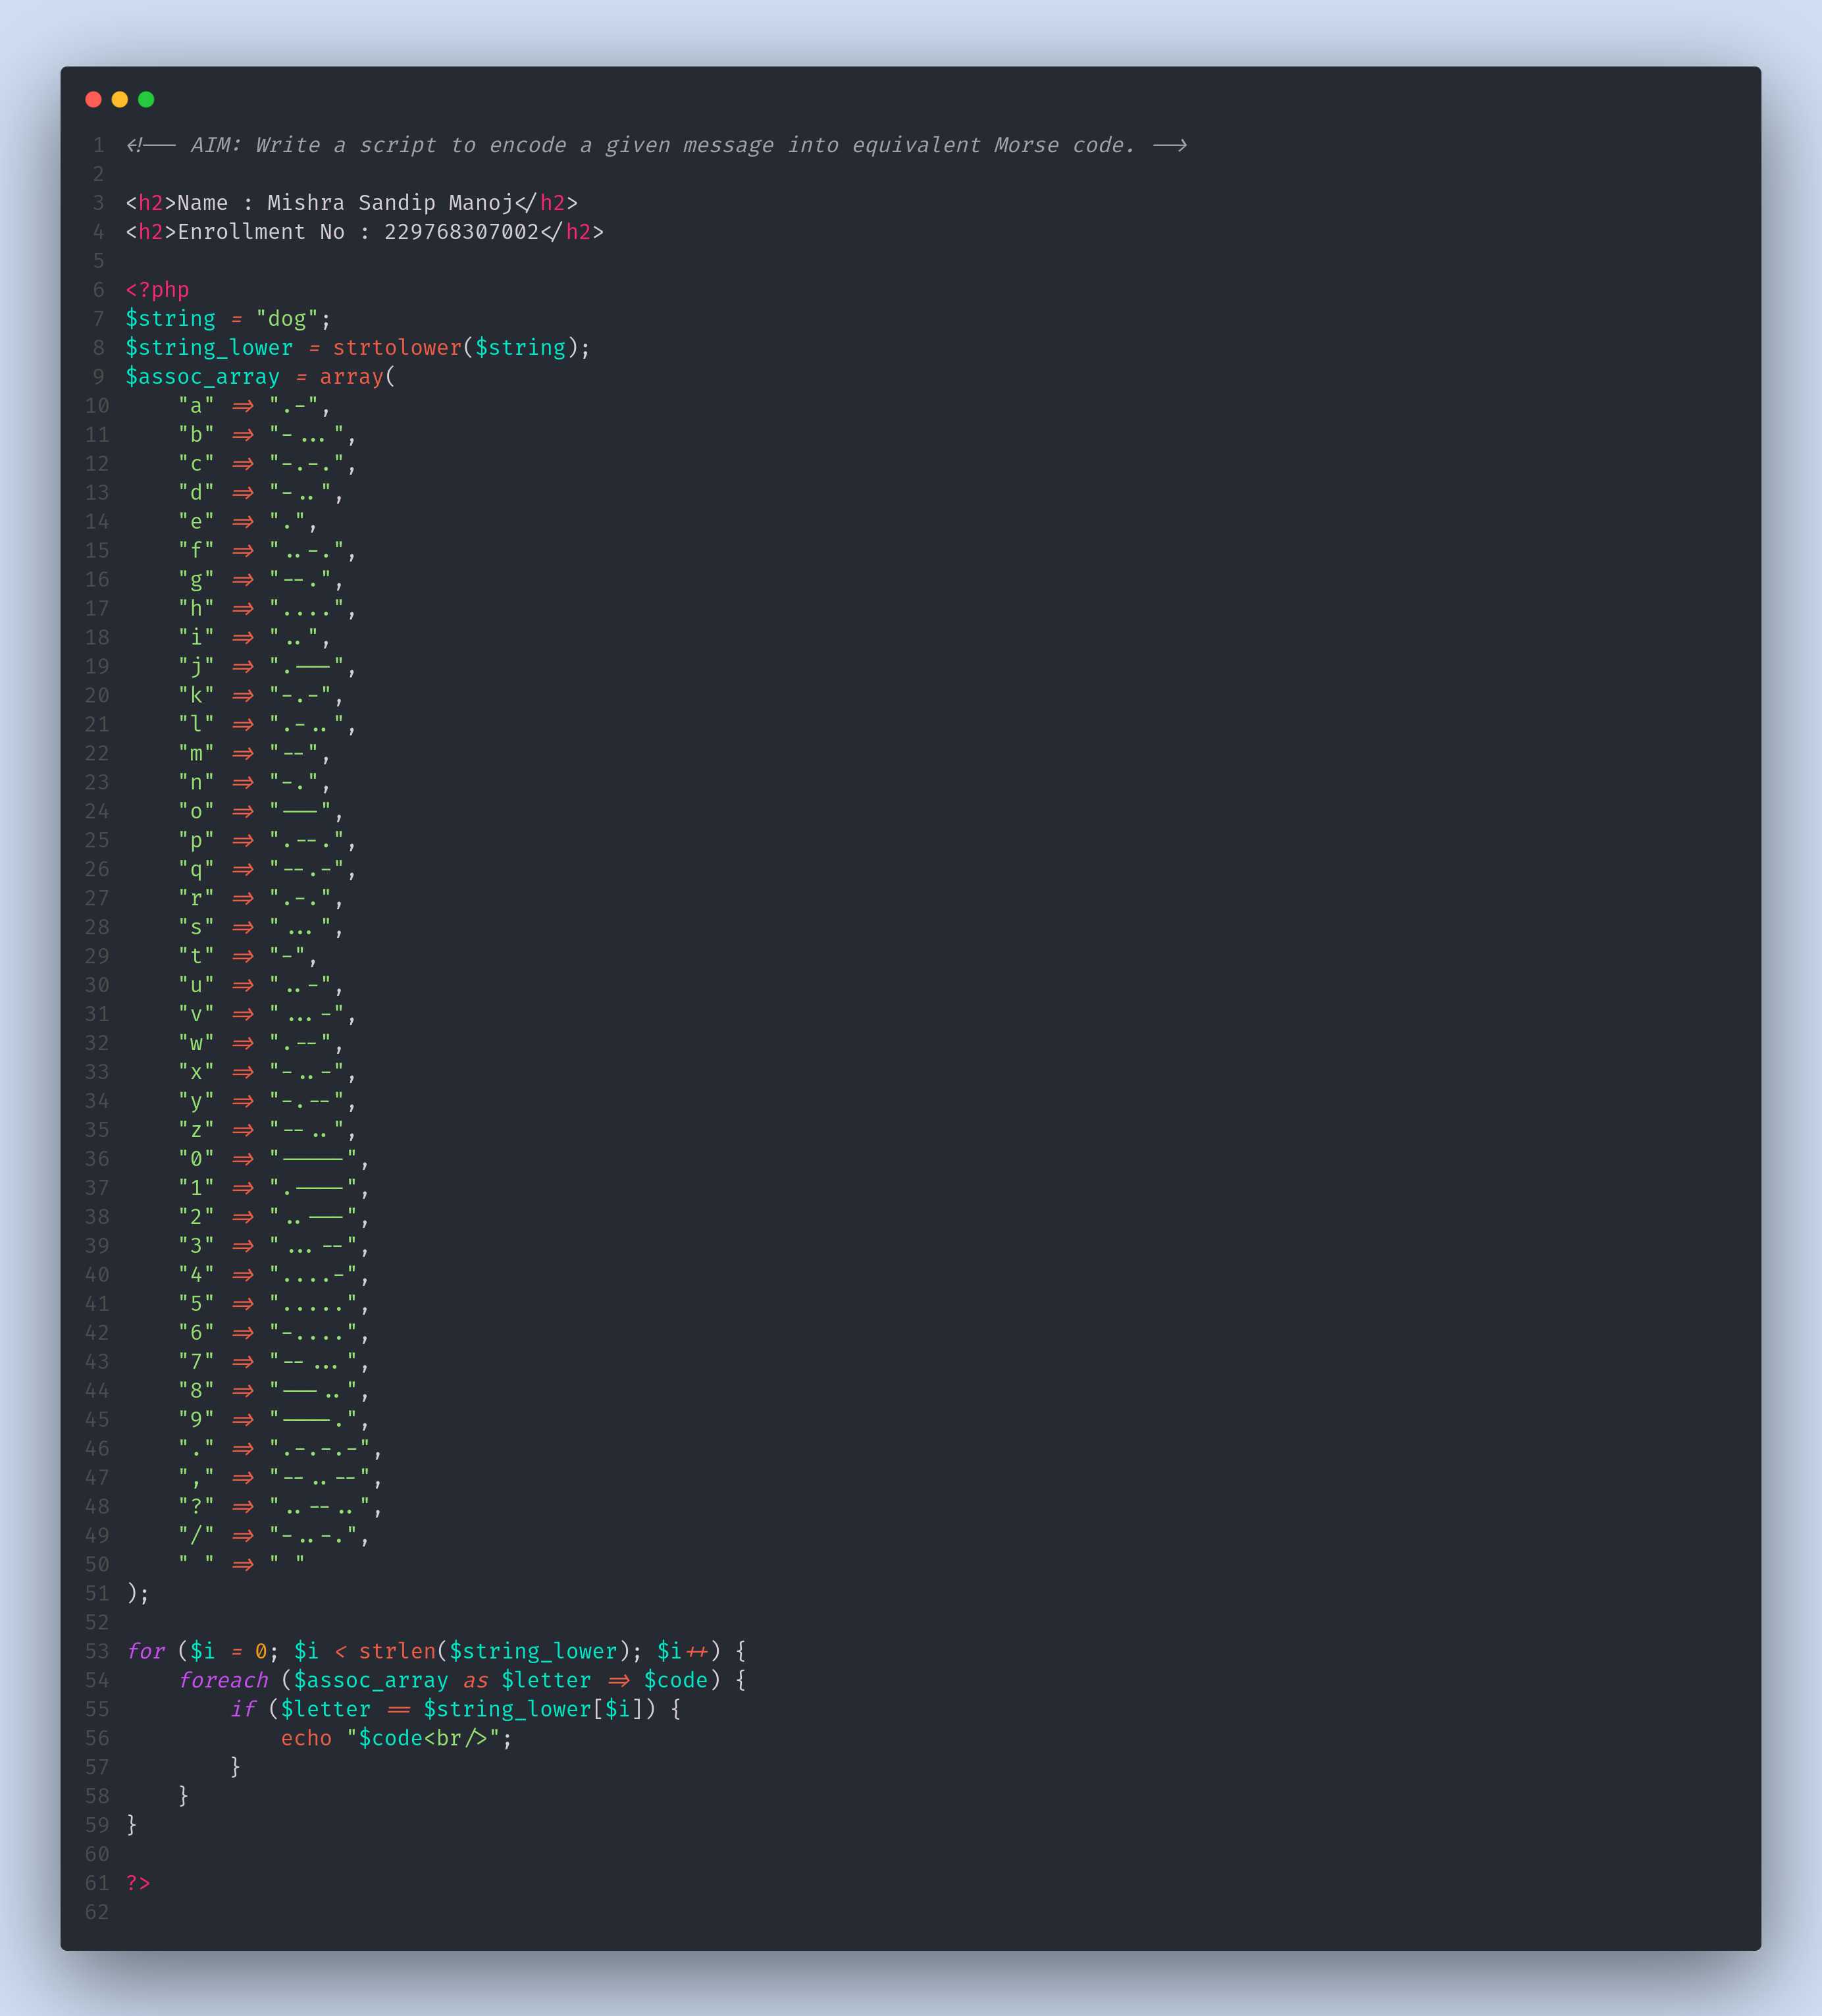 1 <!-- AIM: Write a script to encode a given message into equivalent Morse code. -->
2
3 <h2>Name : Mishra Sandip Manoj</h2>
4 <h2>Enrollment No : 229768307002</h2>
5
6 <?php
7 $string = "dog";
8 $string_lower = strtolower($string);
9 $assoc_array = array(
10     "a" => ".-",
11     "b" => "-...",
12     "c" => "-.-.",
13     "d" => "-..",
14     "e" => ".",
15     "f" => "..-.",
16     "g" => "--.",
17     "h" => "....",
18     "i" => "..",
19     "j" => ".---",
20     "k" => "-.-",
21     "l" => ".-..",
22     "m" => "--",
23     "n" => "-.",
24     "o" => "---",
25     "p" => ".--.",
26     "q" => "--.-",
27     "r" => ".-.",
28     "s" => "...",
29     "t" => "-",
30     "u" => "..-",
31     "v" => "...-",
32     "w" => ".--",
33     "x" => "-..-",
34     "y" => "-.--",
35     "z" => "--..",
36     "0" => "-----",
37     "1" => ".----",
38     "2" => "..---",
39     "3" => "...--",
40     "4" => "....-",
41     "5" => ".....",
42     "6" => "-....",
43     "7" => "--...",
44     "8" => "---..",
45     "9" => "----.",
46     "." => ".-.-.-",
47     "," => "--..--",
48     "?" => "..--..",
49     "/" => "-..-.",
50     " " => " "
51 );
52
53 for ($i = 0; $i < strlen($string_lower); $i++) {
54     foreach ($assoc_array as $letter => $code) {
55         if ($letter == $string_lower[$i]) {
56             echo "$code<br/>";
57         }
58     }
59 }
60
61 ?>
62